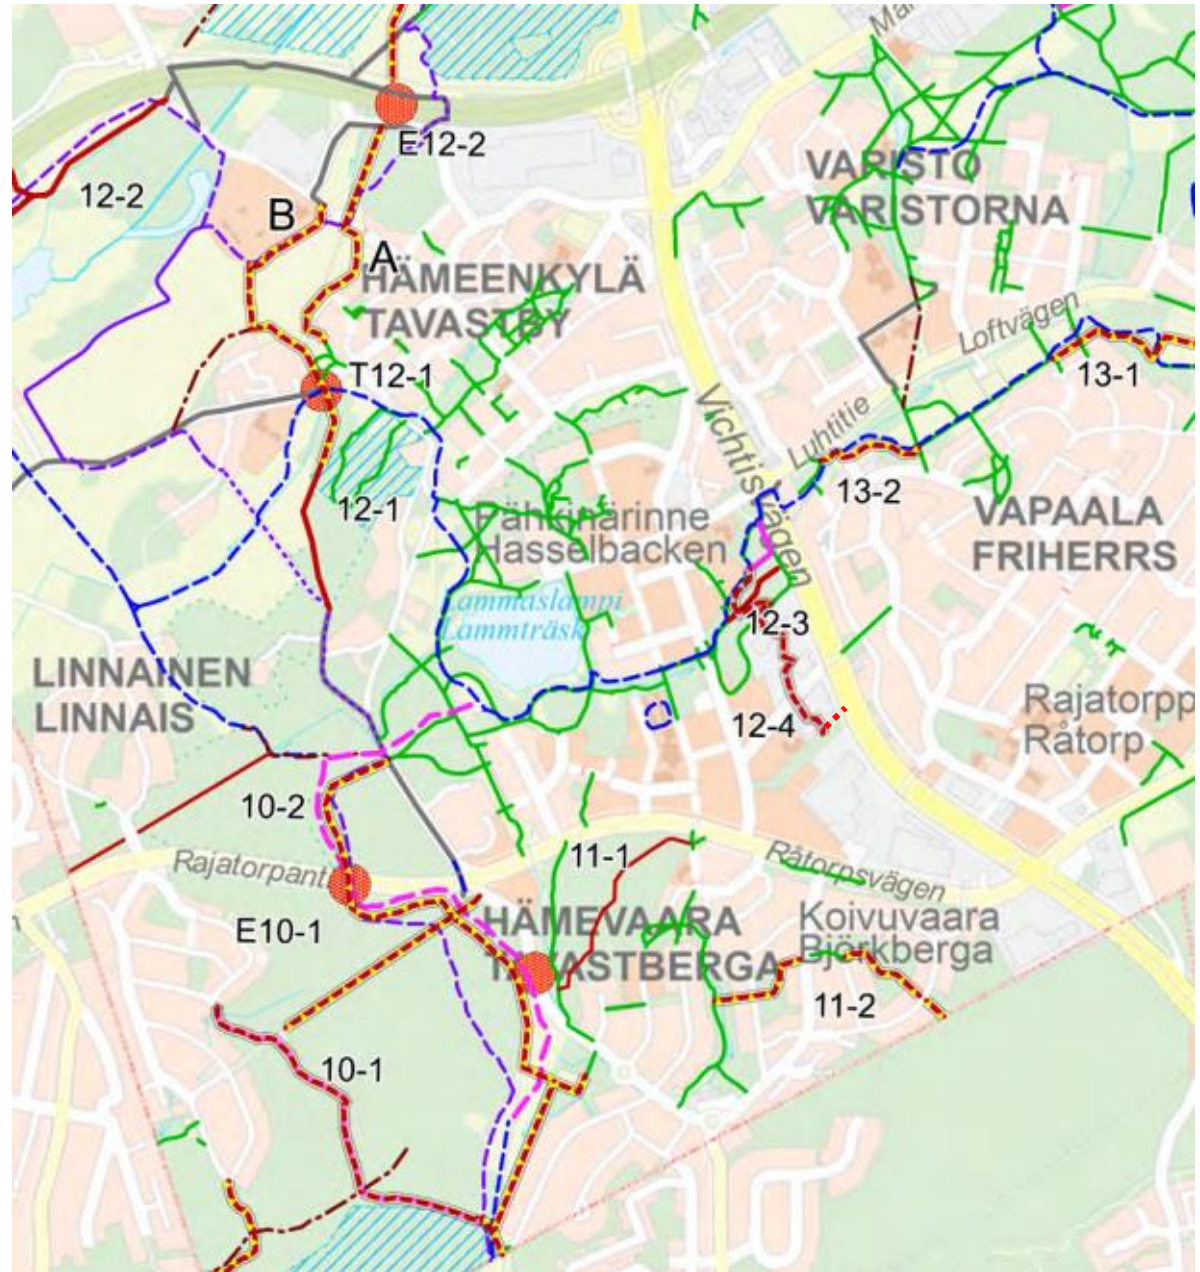 E12-2
12-2
B
A
VARISTO
VARISTORNA
HÄMEENKYLÄ
TAVASTBY
Loftvägen
T12-1
13-1
Luhtitie
Vichtisvägen
12-1
13-2
Pähkinärinne
Hasselbacken
VAPAALA
FRIHERRS
Lammaslampi
Lammträsk
12-3
LINNAINEN
LINNAIS
Rajatorpp
Råtorp
12-4
10-2
Rajatorpant
11-1
Råtorpsvägen
E10-1
HÄMEVAARA
TAVASTBERGA
Koivuvaara
Björkberga
11-2
10-1